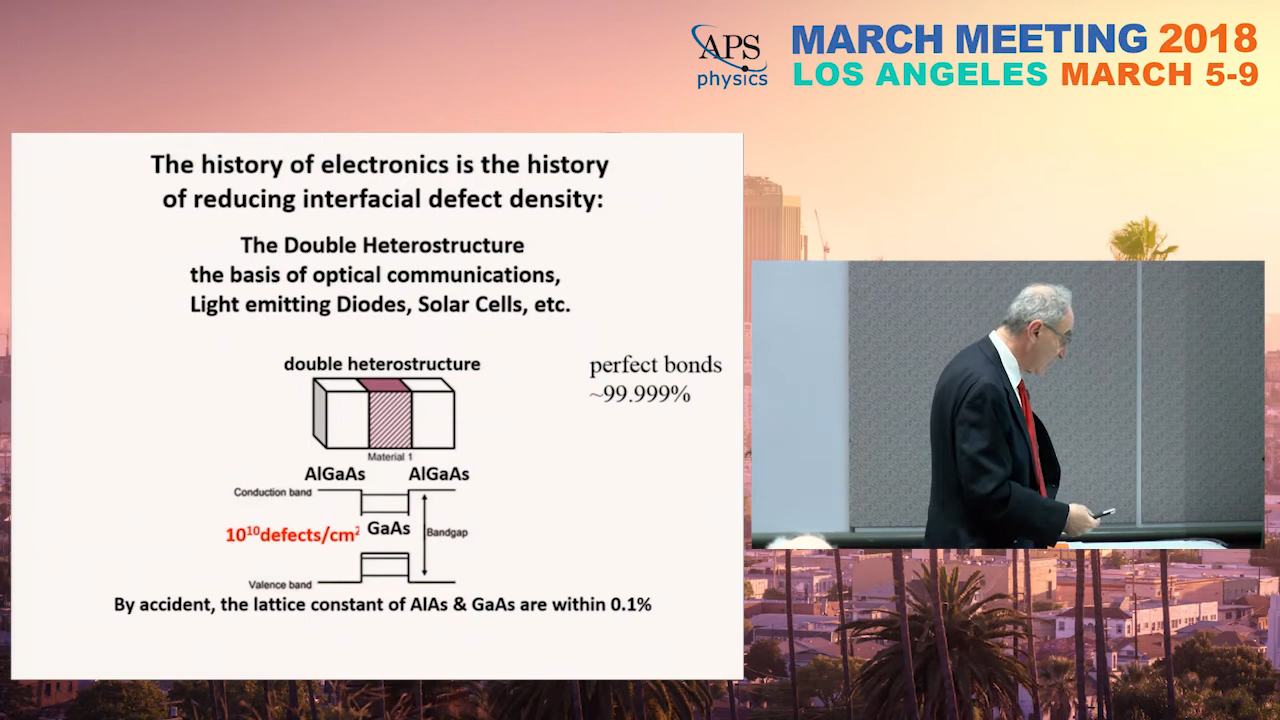 APS
physics
MARCH MEETING 2018
LOS ANGELES MARCH 5-9
The history of electronics is the history
of reducing interfacial defect density:
The Double Heterostructure
the basis of optical communications,
Light emitting Diodes, Solar Cells, etc.
double heterostructure
perfect bonds
~99.999%
Material 1
AlGaAs AlGaAs
Conduction band
10¹⁰defects/cm² GaAs Bandgap
Valence band
By accident, the lattice constant of AlAs & GaAs are within 0.1%